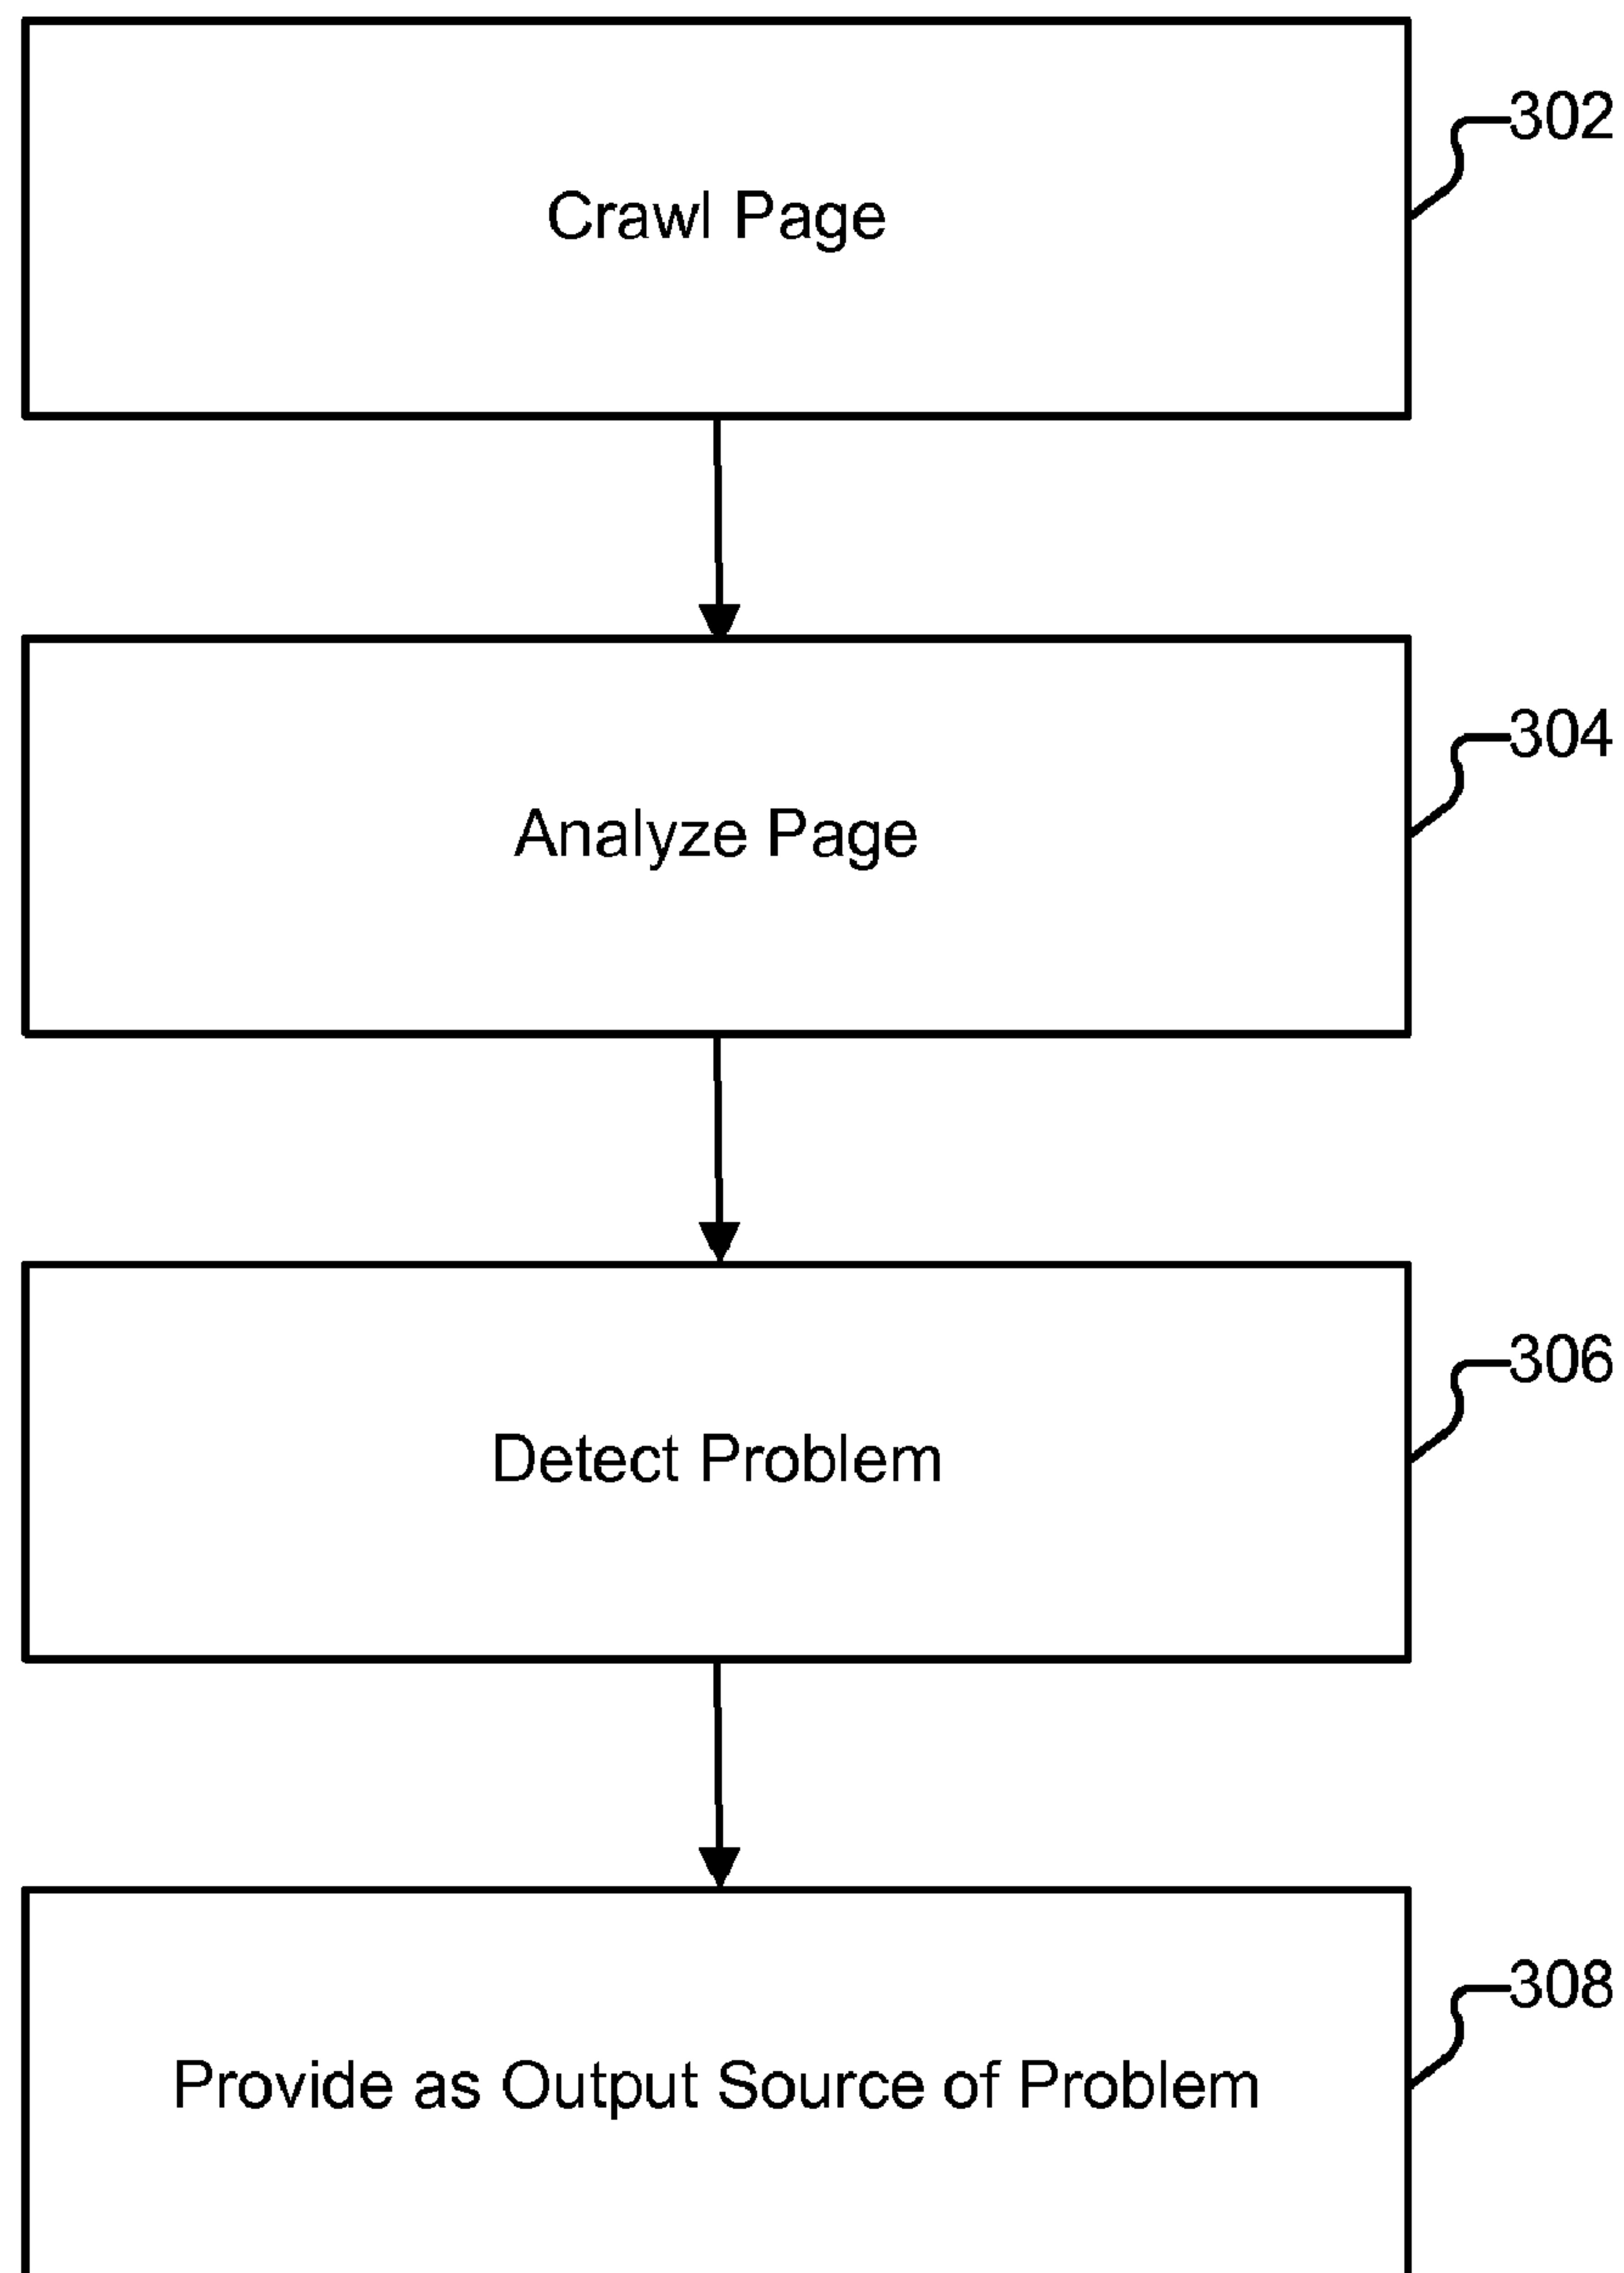 302
Crawl Page
304
Analyze Page
306
Detect Problem
308
Provide as Output Source of Problem